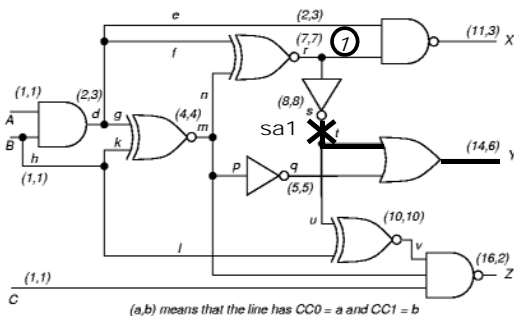 e
(2,3)
(11,3)
X
f
(7,7)
r
1
(1,1)
(2,3)
n
A
d
g
(4,4)
(8,8)
s
B
k
m
sa1
t
(14,6)
Y
h
(1,1)
p
q
(5,5)
u
(10,10)
v
l
(16,2)
(1,1)
Z
C
(a,b) means that the line has CC0 = a and CC1 = b